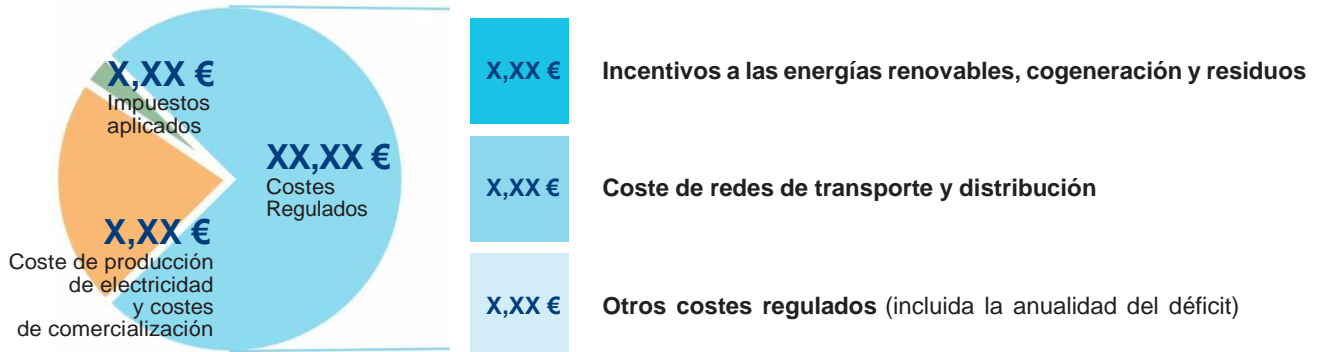 X,XX €
Impuestos
aplicados
XX,XX €
Costes
Regulados
X,XX €
Coste de producción
de electricidad
y costes
de comercialización
X,XX € Incentivos a las energías renovables, cogeneración y residuos
X,XX € Coste de redes de transporte y distribución
X,XX € Otros costes regulados (incluida la anualidad del déficit)